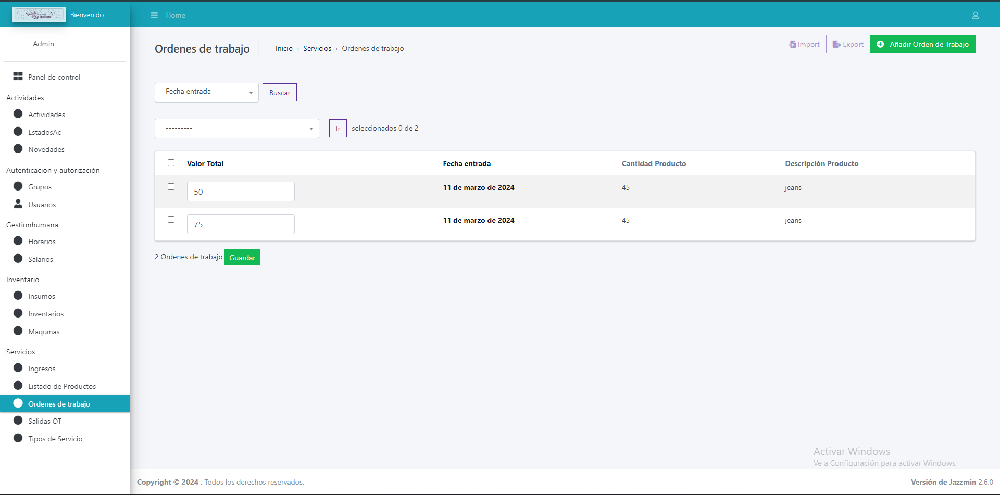 La Italiana
Bienvenido
Home
Admin
Panel de control
Actividades
Actividades
EstadosAc
Novedades
Autenticación y autorización
Grupos
Usuarios
Gestionhumana
Horarios
Salarios
Inventario
Insumos
Inventarios
Maquinas
Servicios
Ingresos
Listado de Productos
Ordenes de trabajo
Salidas OT
Tipos de Servicio
Ordenes de trabajo
Inicio › Servicios › Ordenes de trabajo
Import Export Añadir Orden de Trabajo
Fecha entrada Buscar
--------- Ir seleccionados 0 de 2
Valor Total Fecha entrada Cantidad Producto Descripción Producto
50 11 de marzo de 2024 45 jeans
75 11 de marzo de 2024 45 jeans
2 Ordenes de trabajo Guardar
Activar Windows
Ve a Configuración para activar Windows.
Copyright © 2024 . Todos los derechos reservados. Versión de Jazzmin 2.6.0